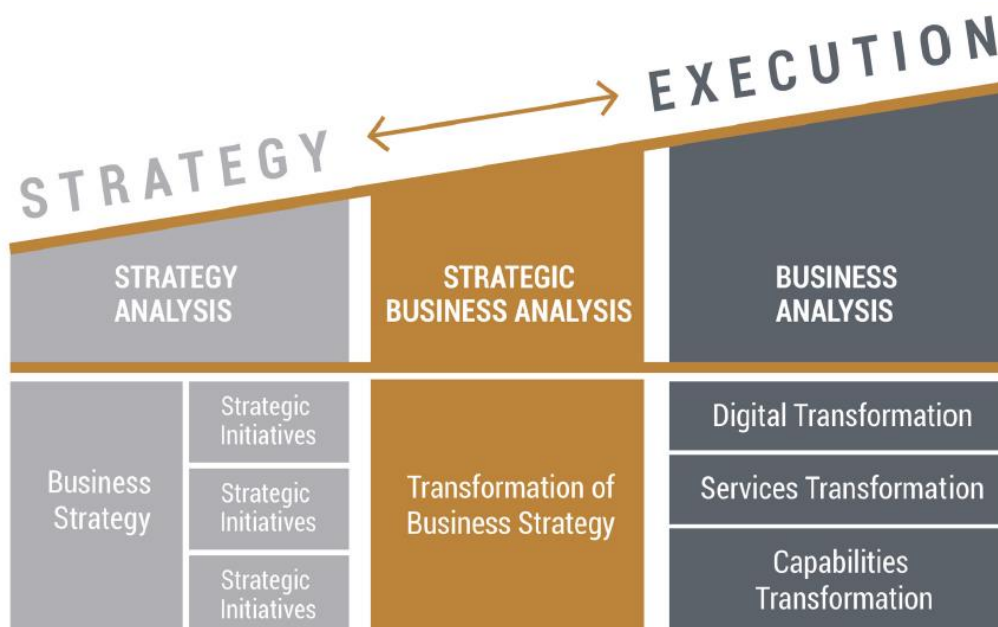 STRATEGY
EXECUTION
STRATEGY
ANALYSIS
STRATEGIC
BUSINESS ANALYSIS
BUSINESS
ANALYSIS
Business
Strategy
Strategic
Initiatives
Strategic
Initiatives
Strategic
Initiatives
Transformation of
Business Strategy
Digital Transformation
Services Transformation
Capabilities
Transformation